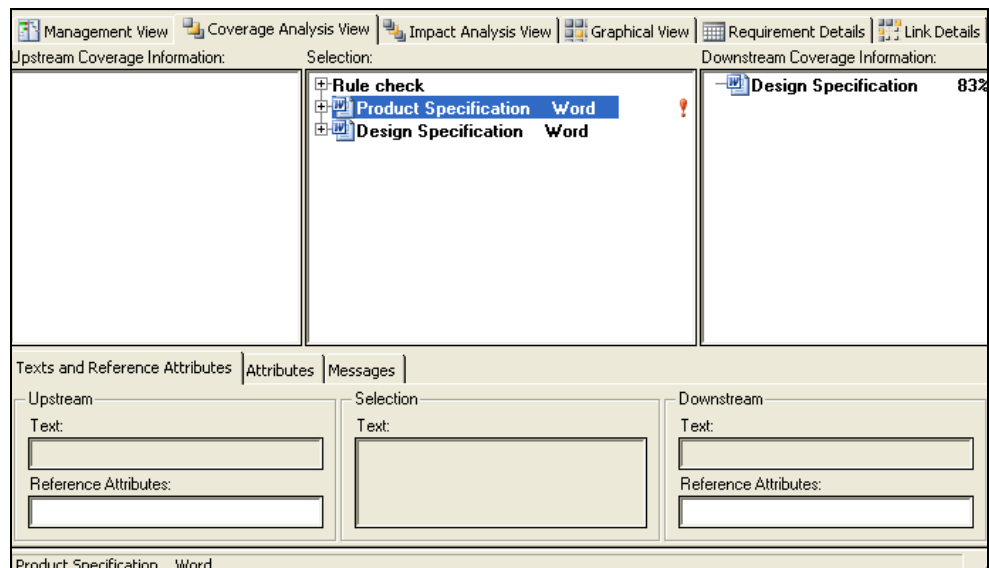 Management View Coverage Analysis View Impact Analysis View Graphical View Requirement Details Link Details
Upstream Coverage Information: Selection: Downstream Coverage Information:
Rule check Design Specification 83%
Product Specification Word
Design Specification Word
Texts and Reference Attributes Attributes Messages
Upstream Selection Downstream
Text: Text: Text:
Reference Attributes: Reference Attributes:
Product Specification Word